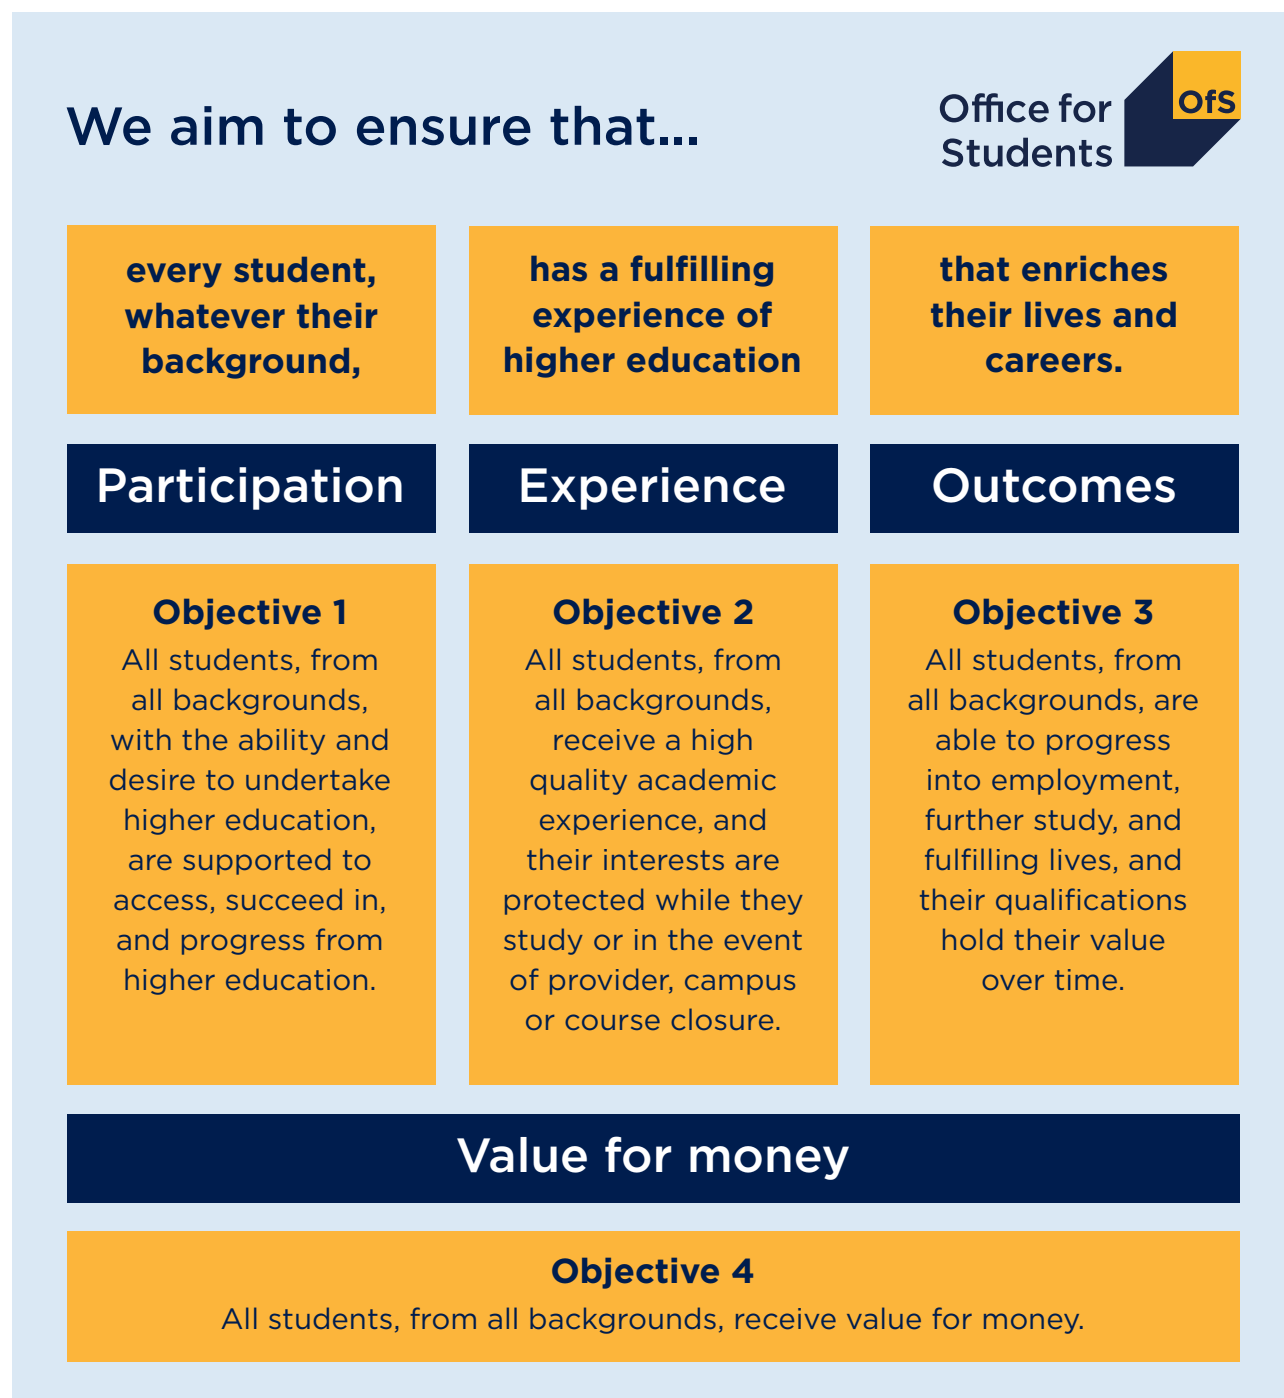 We aim to ensure that...
Office for
Students
OfS
every student,
whatever their
background,
has a fulfilling
experience of
higher education
that enriches
their lives and
careers.
Participation
Experience
Outcomes
Objective 1
All students, from
all backgrounds,
with the ability and
desire to undertake
higher education,
are supported to
access, succeed in,
and progress from
higher education.
Objective 2
All students, from
all backgrounds,
receive a high
quality academic
experience, and
their interests are
protected while they
study or in the event
of provider, campus
or course closure.
Objective 3
All students, from
all backgrounds, are
able to progress
into employment,
further study, and
fulfilling lives, and
their qualifications
hold their value
over time.
Value for money
Objective 4
All students, from all backgrounds, receive value for money.